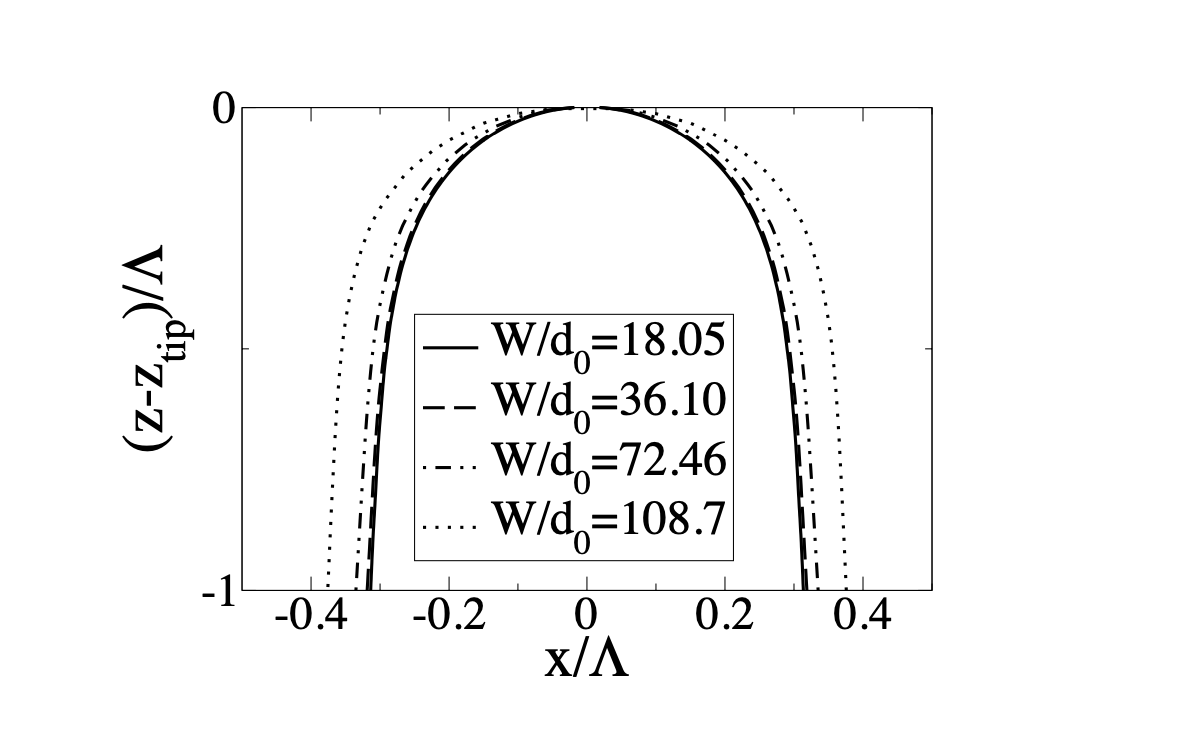 0
(z-z_tip)/Λ
W/d_0=18.05
W/d_0=36.10
W/d_0=72.46
W/d_0=108.7
-1
-0.4 -0.2 0 0.2 0.4
x/Λ